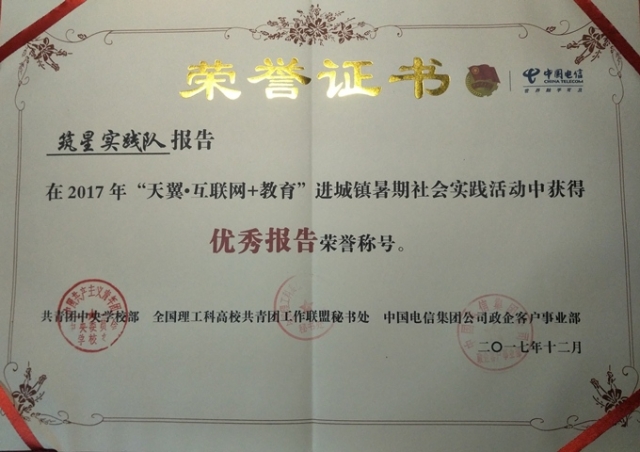 荣誉证书
中国电信
CHINA TELECOM
筑星实践队报告
在2017年“天翼·互联网+教育”进城镇暑期社会实践活动中获得
优秀报告荣誉称号。
共青团中央学校部 全国理工科高校共青团工作联盟秘书处 中国电信集团公司政企客户事业部
二〇一七年十二月